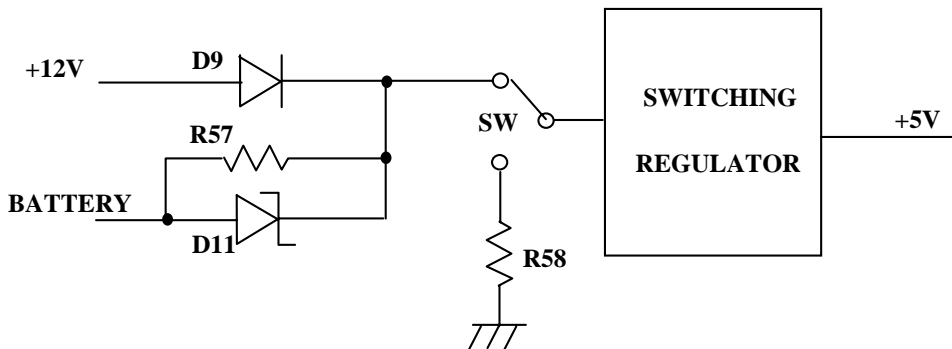 D9
+12V
R57
BATTERY
D11
SW
R58
SWITCHING
REGULATOR
+5V